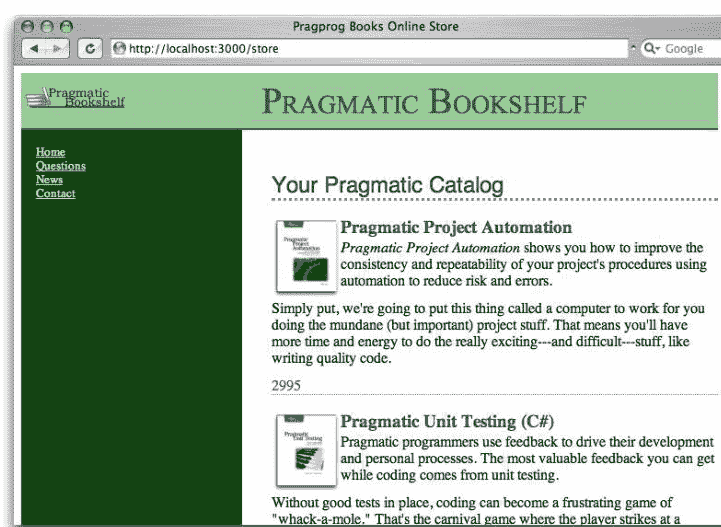 Pragprog Books Online Store
http://localhost:3000/store
Google
Pragmatic
Bookshelf
PRAGMATIC BOOKSHELF
Home
Questions
News
Contact
Your Pragmatic Catalog
Pragmatic
Project
Automation
Pragmatic Project Automation
Pragmatic Project Automation shows you how to improve the
consistency and repeatability of your project's procedures using
automation to reduce risk and errors.
Simply put, we're going to put this thing called a computer to work for you
doing the mundane (but important) project stuff. That means you'll have
more time and energy to do the really exciting---and difficult---stuff, like
writing quality code.
2995
Pragmatic
Unit Testing
Pragmatic Unit Testing (C#)
Pragmatic programmers use feedback to drive their development
and personal processes. The most valuable feedback you can get
while coding comes from unit testing.
Without good tests in place, coding can become a frustrating game of
"whack-a-mole." That's the carnival game where the player strikes at a